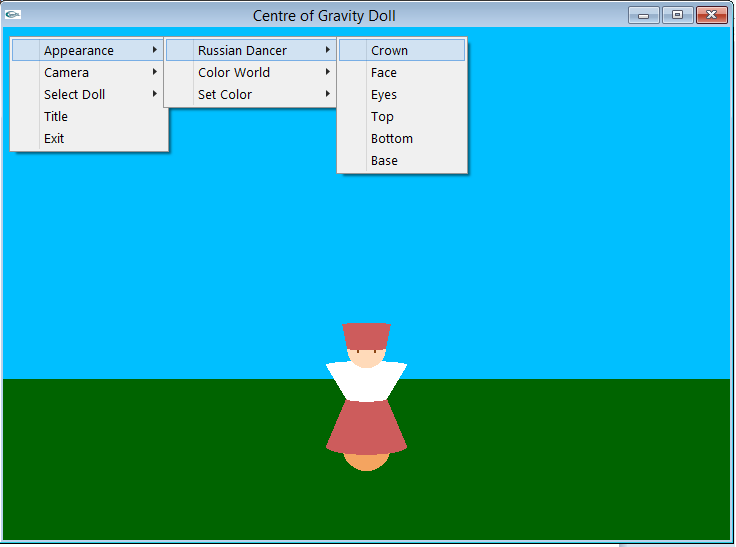 Centre of Gravity Doll
Appearance
Camera
Select Doll
Title
Exit
Russian Dancer
Color World
Set Color
Crown
Face
Eyes
Top
Bottom
Base